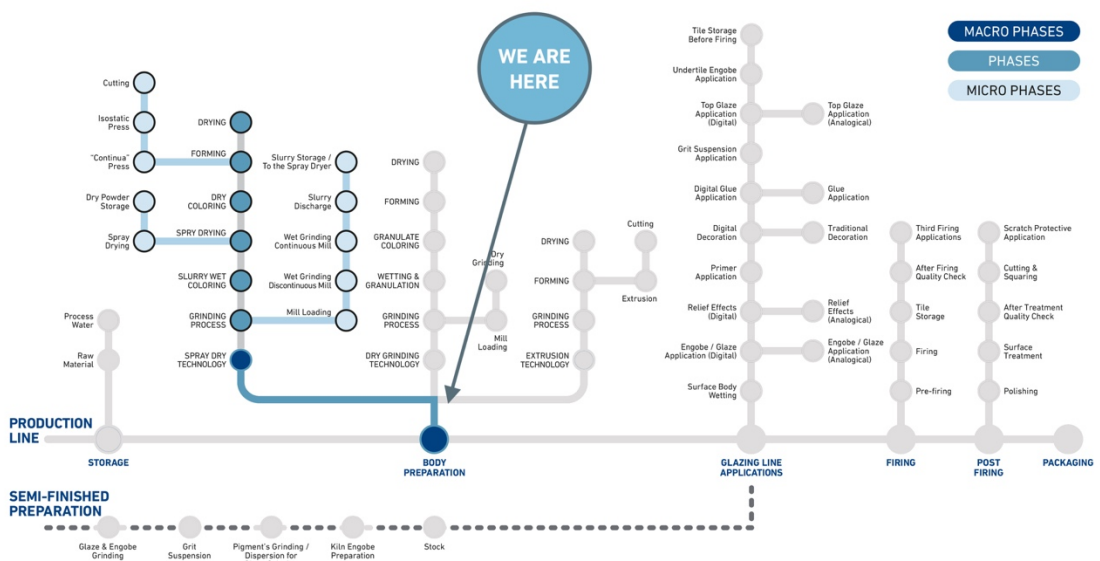 WE ARE
HERE
MACRO PHASES
PHASES
MICRO PHASES
Cutting
Isostatic
Press
"Continua"
Press
Dry Powder
Storage
Spray
Drying
DRYING
FORMING
DRY
COLORING
SPRY DRYING
SLURRY WET
COLORING
GRINDING
PROCESS
SPRAY DRY
TECHNOLOGY
Slurry Storage /
To the Spray Dryer
Slurry
Discharge
Wet Grinding
Continuous Mill
Wet Grinding
Discontinuous Mill
Mill Loading
DRYING
FORMING
GRANULATE
COLORING
WETTING &
GRANULATION
GRINDING
PROCESS
DRY GRINDING
TECHNOLOGY
Dry
Grinding
Mill
Loading
DRYING
FORMING
GRINDING
PROCESS
EXTRUSION
TECHNOLOGY
Cutting
Extrusion
Tile Storage
Before Firing
Undertile Engobe
Application
Top Glaze
Application
(Digital)
Top Glaze
Application
(Analogical)
Grit Suspension
Application
Digital Glue
Application
Glue
Application
Digital
Decoration
Traditional
Decoration
Primer
Application
Relief Effects
(Digital)
Relief
Effects
(Analogical)
Engobe / Glaze
Application (Digital)
Engobe / Glaze
Application
(Analogical)
Surface Body
Wetting
Third Firing
Applications
After Firing
Quality Check
Tile
Storage
Firing
Pre-firing
Scratch Protective
Application
Cutting &
Squaring
After Treatment
Quality Check
Surface
Treatment
Polishing
Process
Water
Raw
Material
PRODUCTION
LINE
STORAGE
BODY
PREPARATION
GLAZING LINE
APPLICATIONS
FIRING
POST
FIRING
PACKAGING
SEMI-FINISHED
PREPARATION
Glaze & Engobe
Grinding
Grit
Suspension
Pigment's Grinding /
Dispersion for
Kiln Engobe
Preparation
Stock